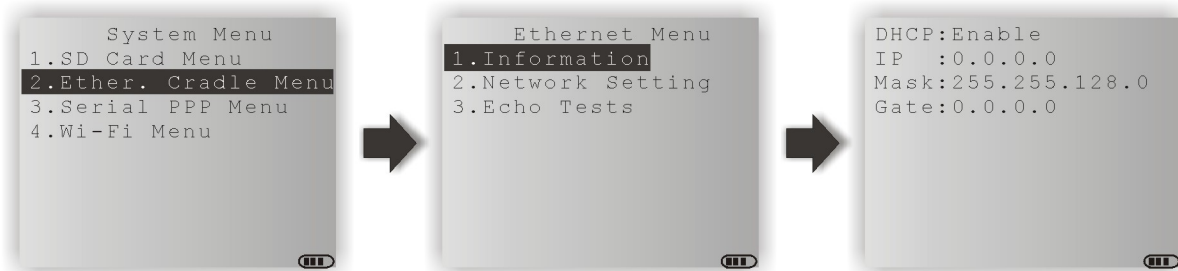 System Menu
1.SD Card Menu
2.Ether. Cradle Menu
3.Serial PPP Menu
4.Wi-Fi Menu
Ethernet Menu
1.Information
2.Network Setting
3.Echo Tests
DHCP:Enable
IP  :0.0.0.0
Mask:255.255.128.0
Gate:0.0.0.0